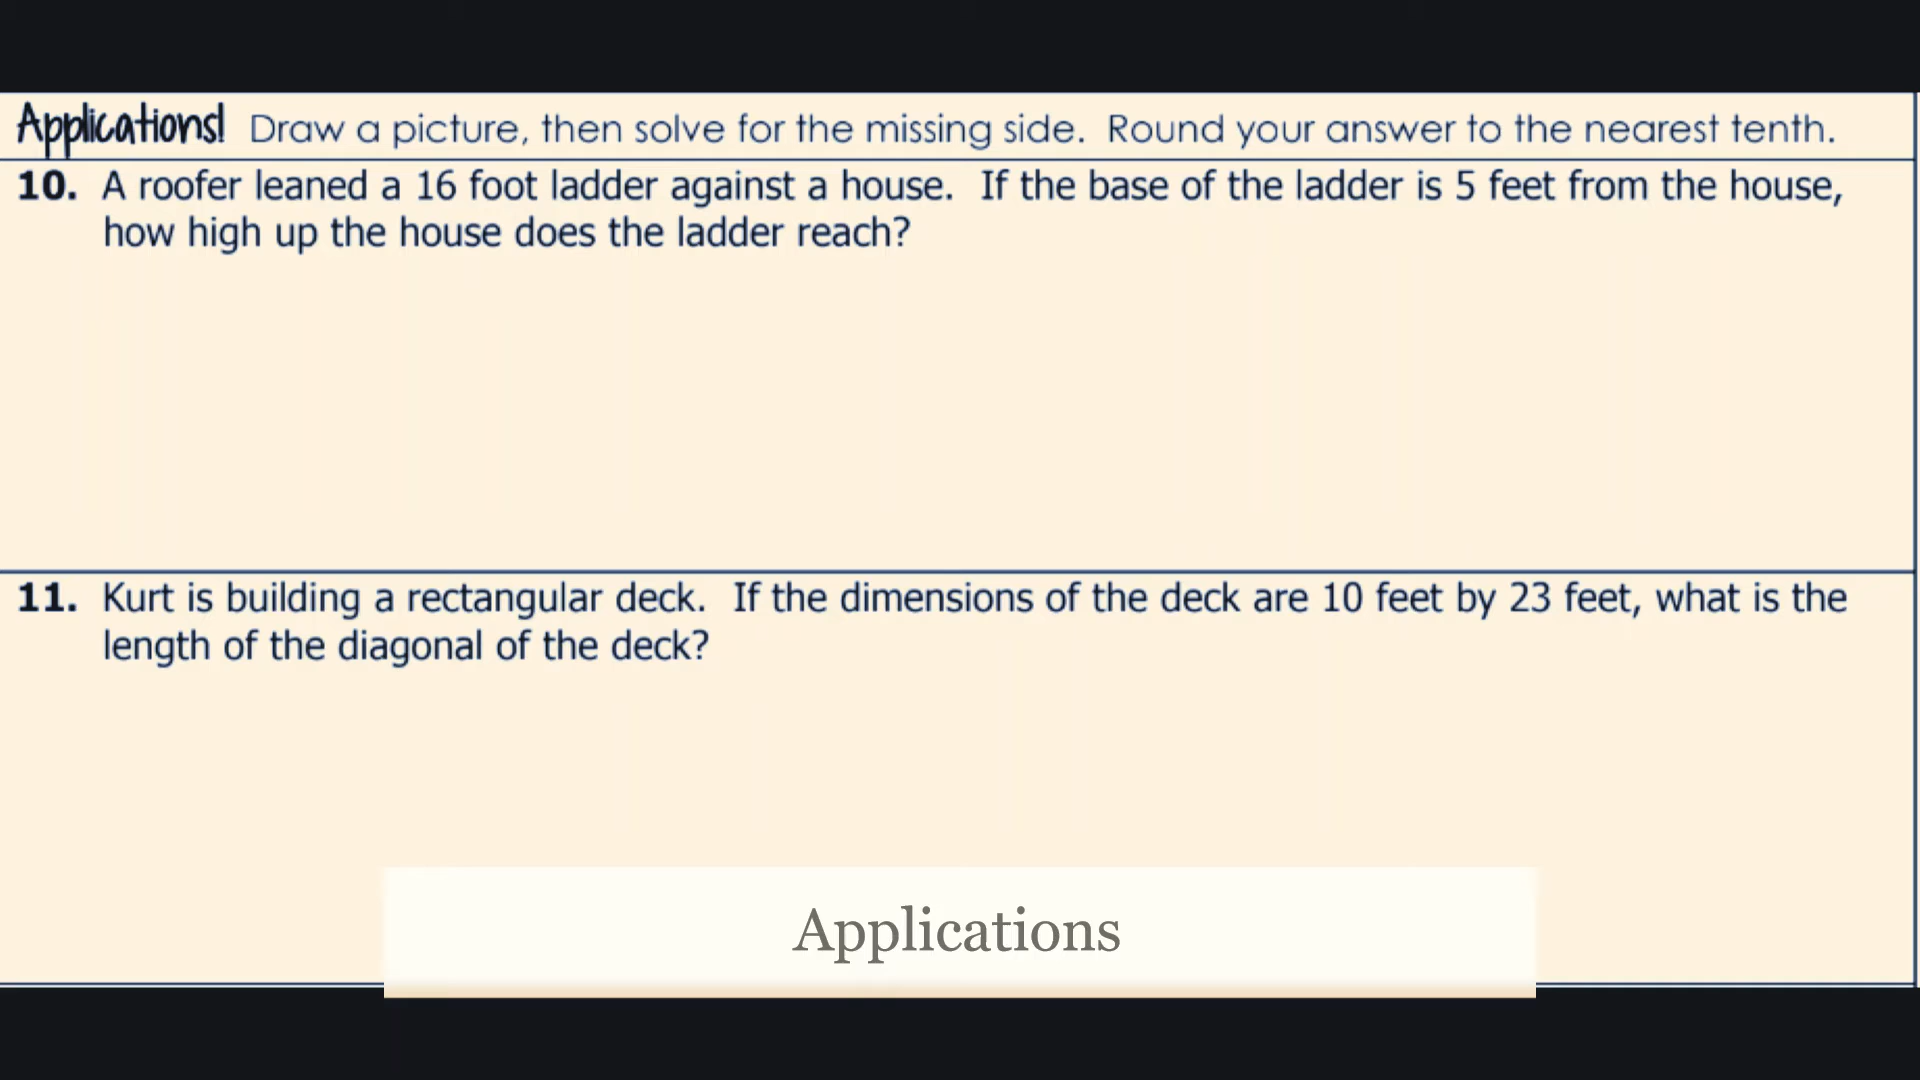 Applications! Draw a picture, then solve for the missing side. Round your answer to the nearest tenth.
10. A roofer leaned a 16 foot ladder against a house. If the base of the ladder is 5 feet from the house,
how high up the house does the ladder reach?
11. Kurt is building a rectangular deck. If the dimensions of the deck are 10 feet by 23 feet, what is the
length of the diagonal of the deck?
Applications